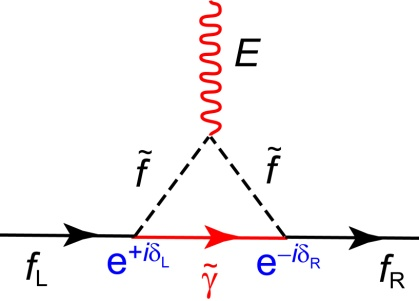 E
f̃ f̃
f_L e^{+iδ_L} γ̃ e^{−iδ_R} f_R